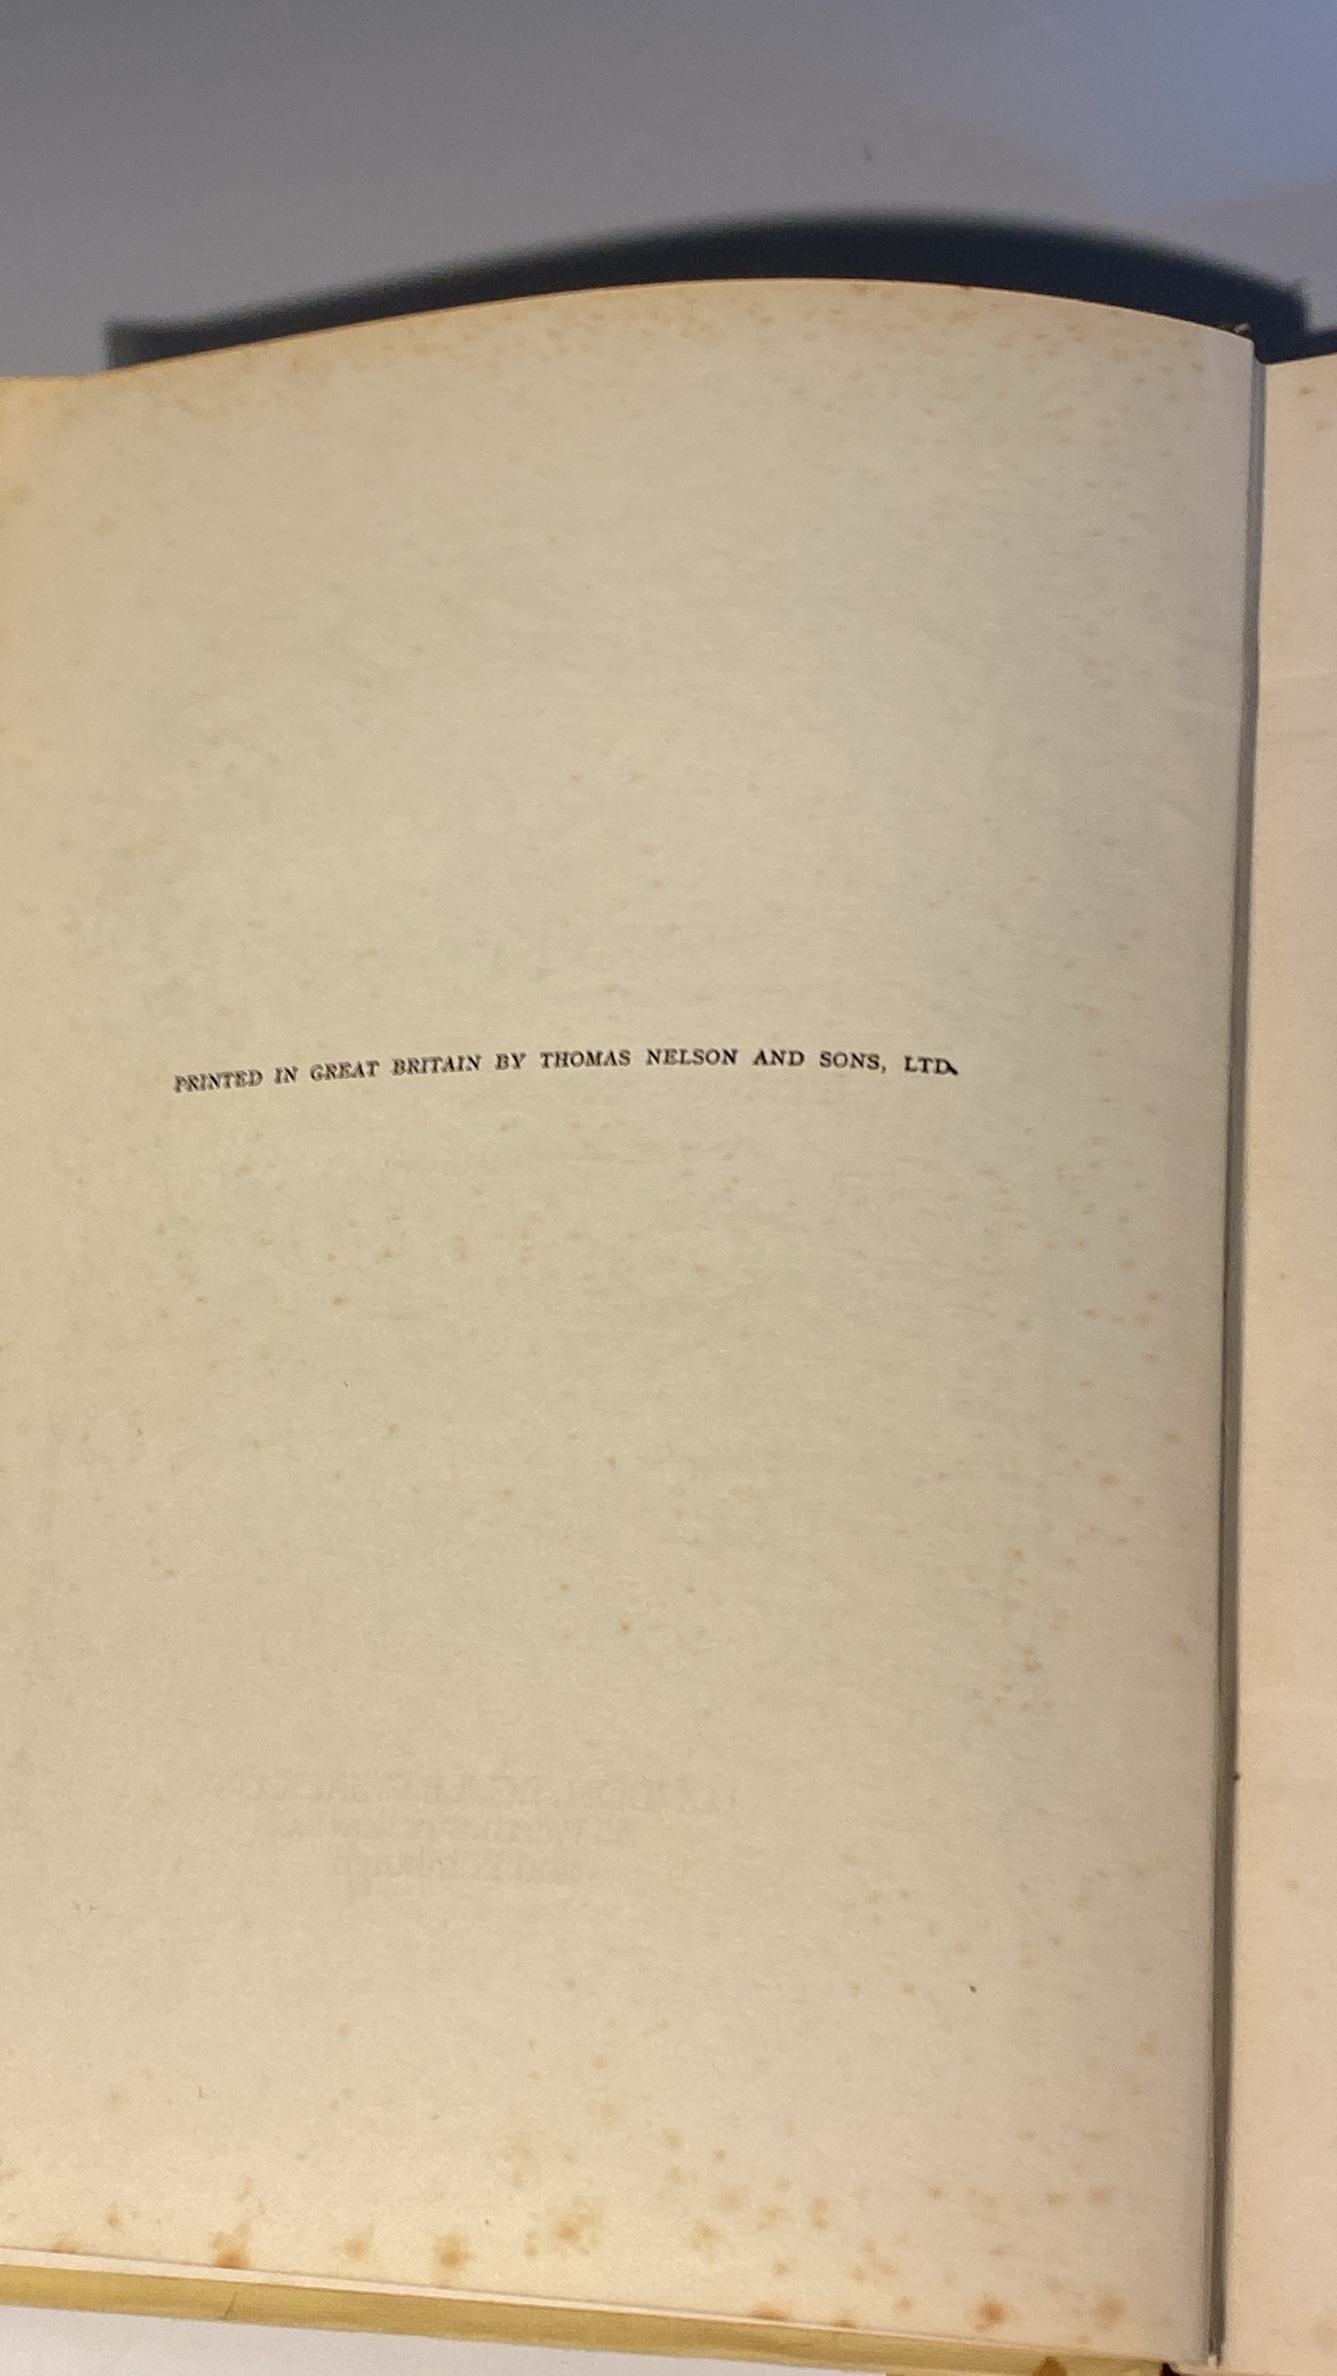 PRINTED IN GREAT BRITAIN BY THOMAS NELSON AND SONS, LTD.